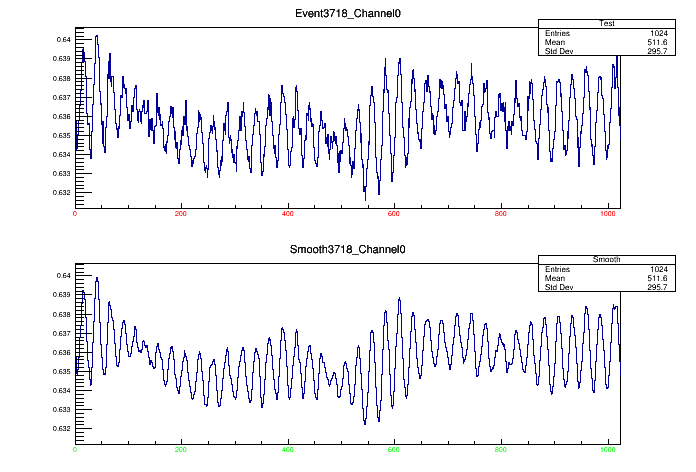 Event3718_Channel0
Test
Entries 1024
Mean 511.6
Std Dev 295.7
0.64
0.639
0.638
0.637
0.636
0.635
0.634
0.633
0.632
0 200 400 600 800 1000
Smooth3718_Channel0
Smooth
Entries 1024
Mean 511.6
Std Dev 295.7
0.64
0.639
0.638
0.637
0.636
0.635
0.634
0.633
0.632
0 200 400 600 800 1000